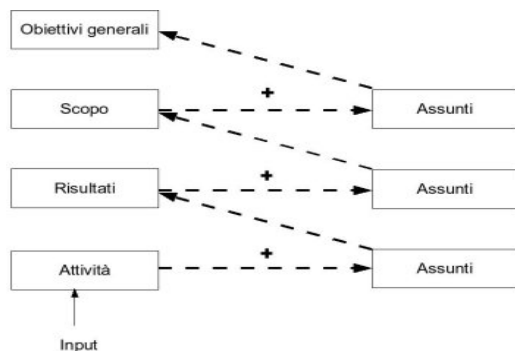 Obiettivi generali
+
Scopo
Assunti
+
Risultati
Assunti
+
Attività
Assunti
Input